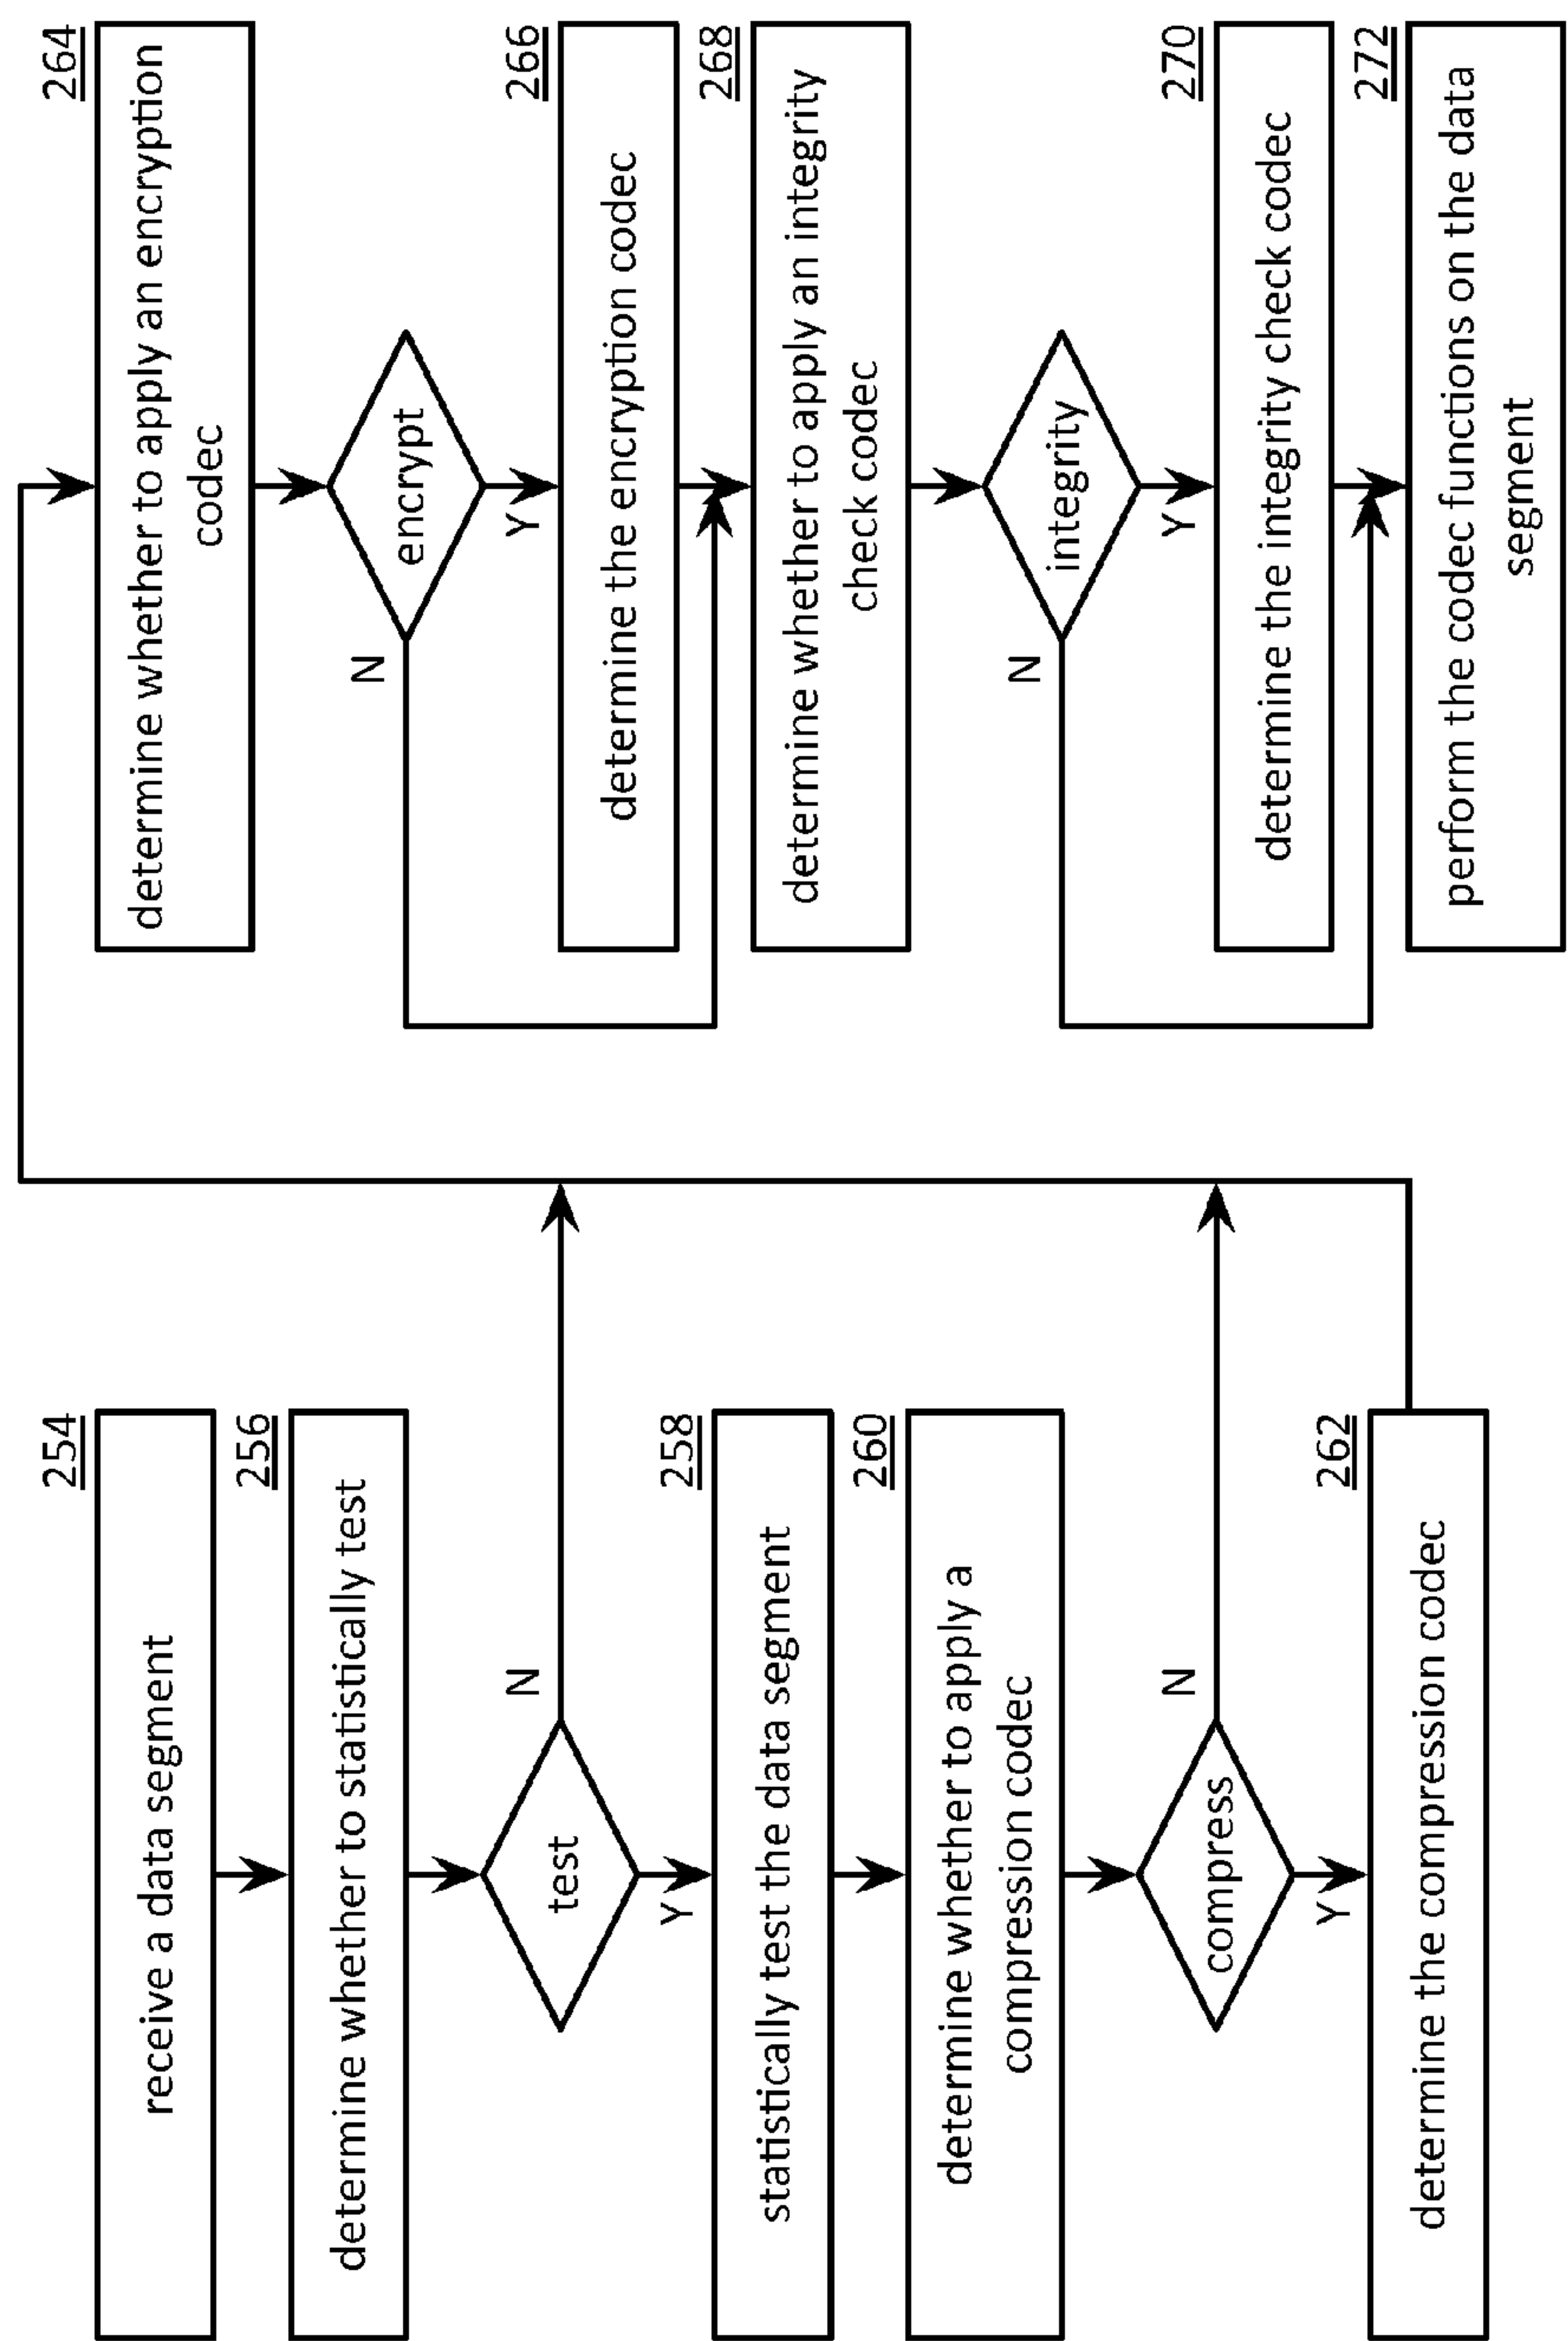 254
receive a data segment
256
determine whether to statistically test
test
N
Y
258
statistically test the data segment
260
determine whether to apply a
compression codec
compress
N
Y
262
determine the compression codec
264
determine whether to apply an encryption
codec
encrypt
N
Y
266
determine the encryption codec
268
determine whether to apply an integrity
check codec
integrity
N
Y
270
determine the integrity check codec
272
perform the codec functions on the data
segment